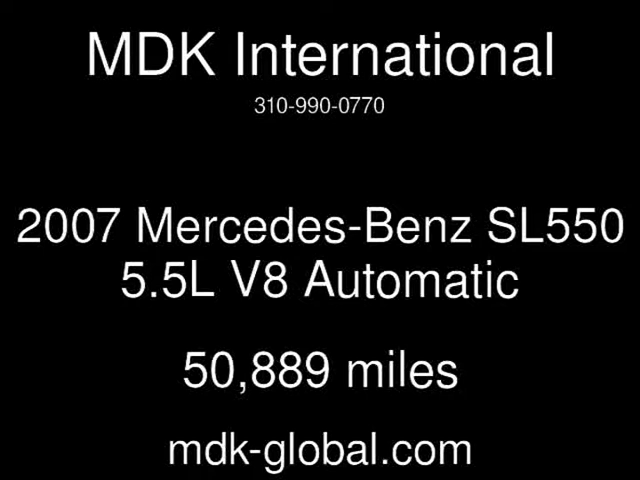 MDK International
310-990-0770
2007 Mercedes-Benz SL550
5.5L V8 Automatic
50,889 miles
mdk-global.com